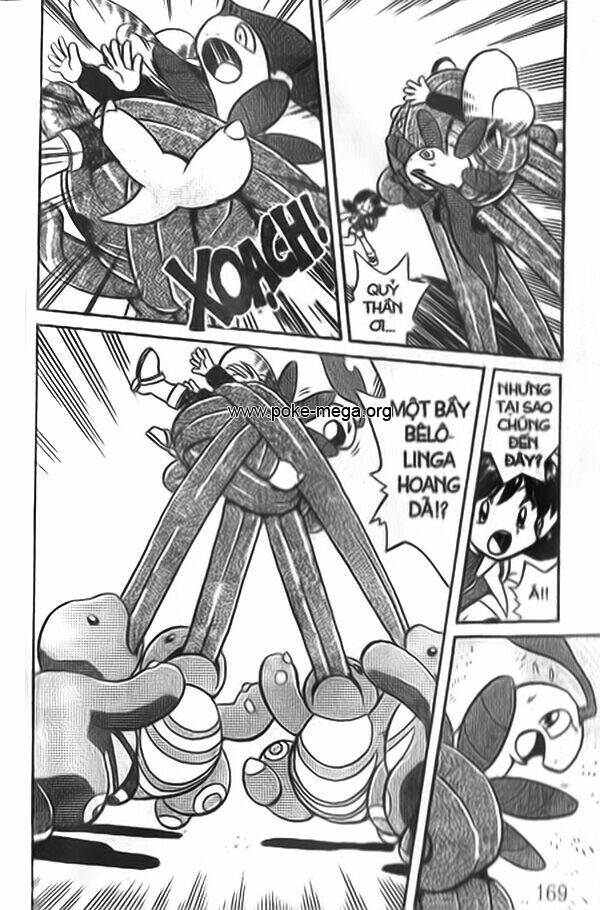 XOẠCH!
QUỶ
THẦN
ƠI...
www.poke-mega.org
MỘT BẦY
BÊLÔ-
LINGA
HOANG
DÃ!?
NHƯNG
TẠI SAO
CHÚNG
ĐẾN
ĐÂY?
Á!!
169